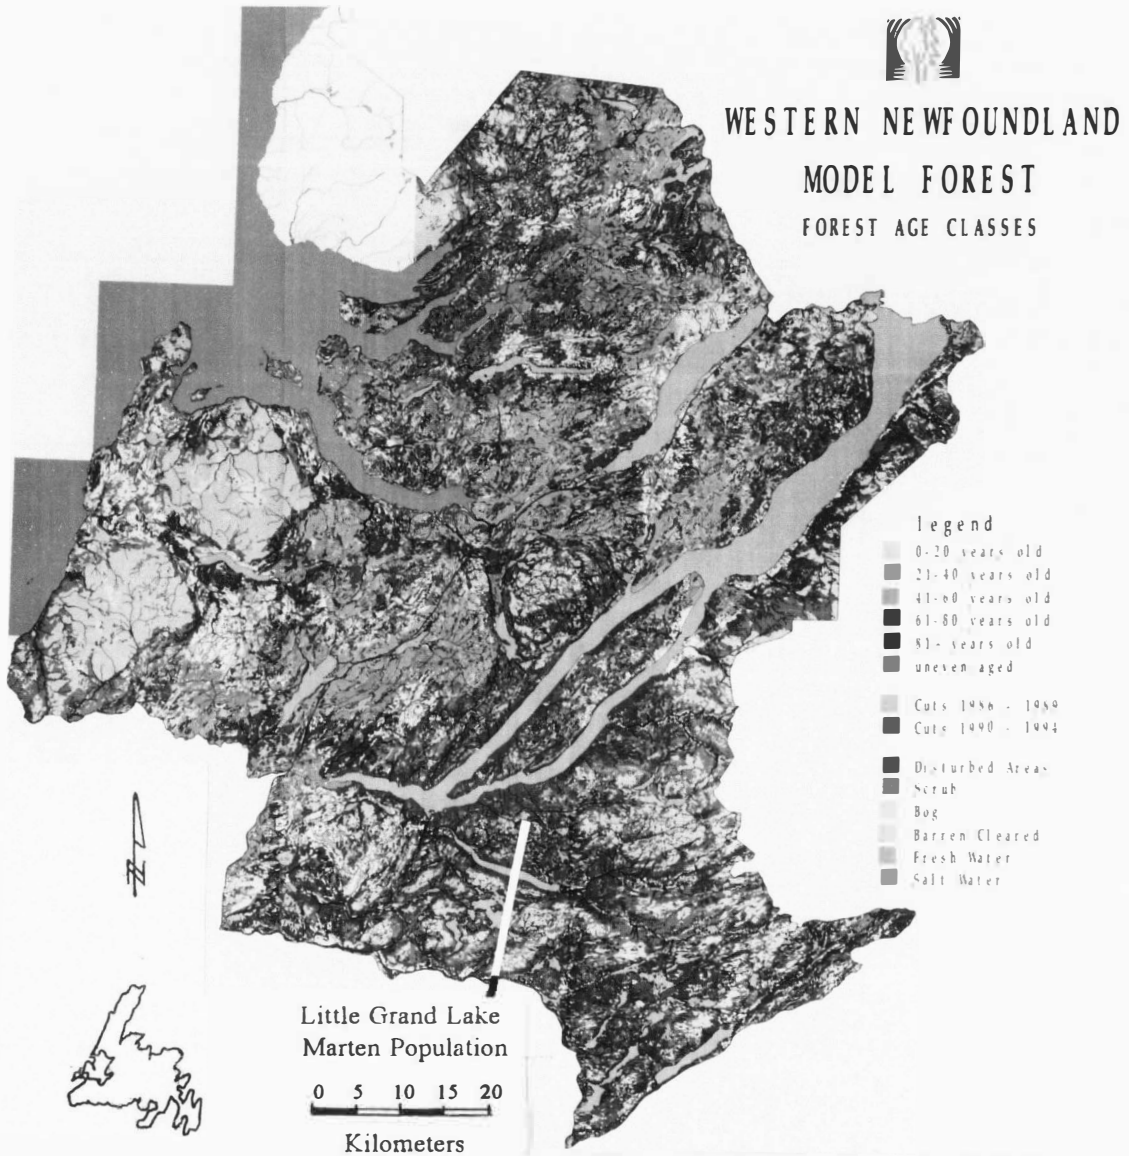 WESTERN NEWFOUNDLAND
MODEL FOREST
FOREST AGE CLASSES
legend
0-20 years old
21-40 years old
41-60 years old
61-80 years old
81- years old
uneven aged
Cuts 1986 - 1989
Cuts 1990 - 1994
Disturbed Areas
Scrub
Bog
Barren Cleared
Fresh Water
Salt Water
Little Grand Lake
Marten Population
0 5 10 15 20
Kilometers